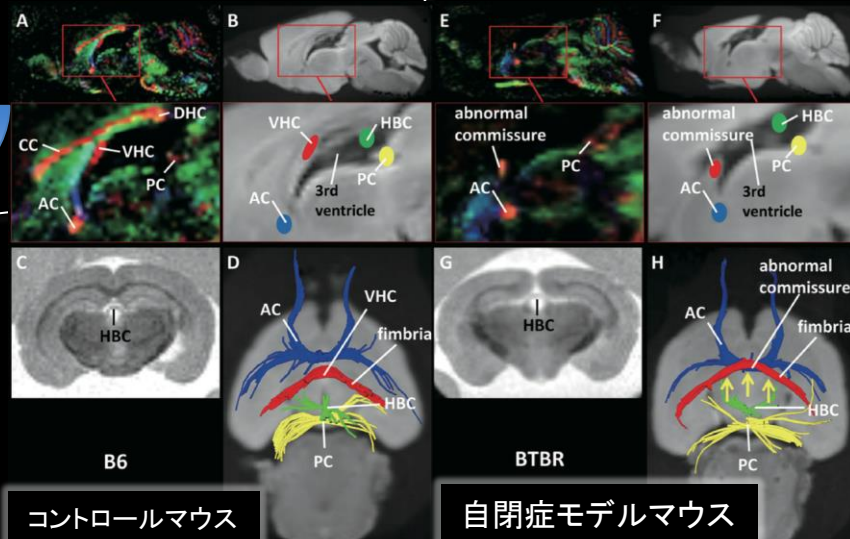 A
DHC
CC
VHC
PC
AC
B
VHC
HBC
PC
3rd
ventricle
AC
E
abnormal
commissure
PC
AC
F
abnormal
commissure
HBC
PC
3rd
ventricle
AC
C
HBC
B6
D
AC
VHC
fimbria
HBC
PC
G
HBC
BTBR
H
abnormal
commissure
AC
fimbria
HBC
PC
コントロールマウス
自閉症モデルマウス